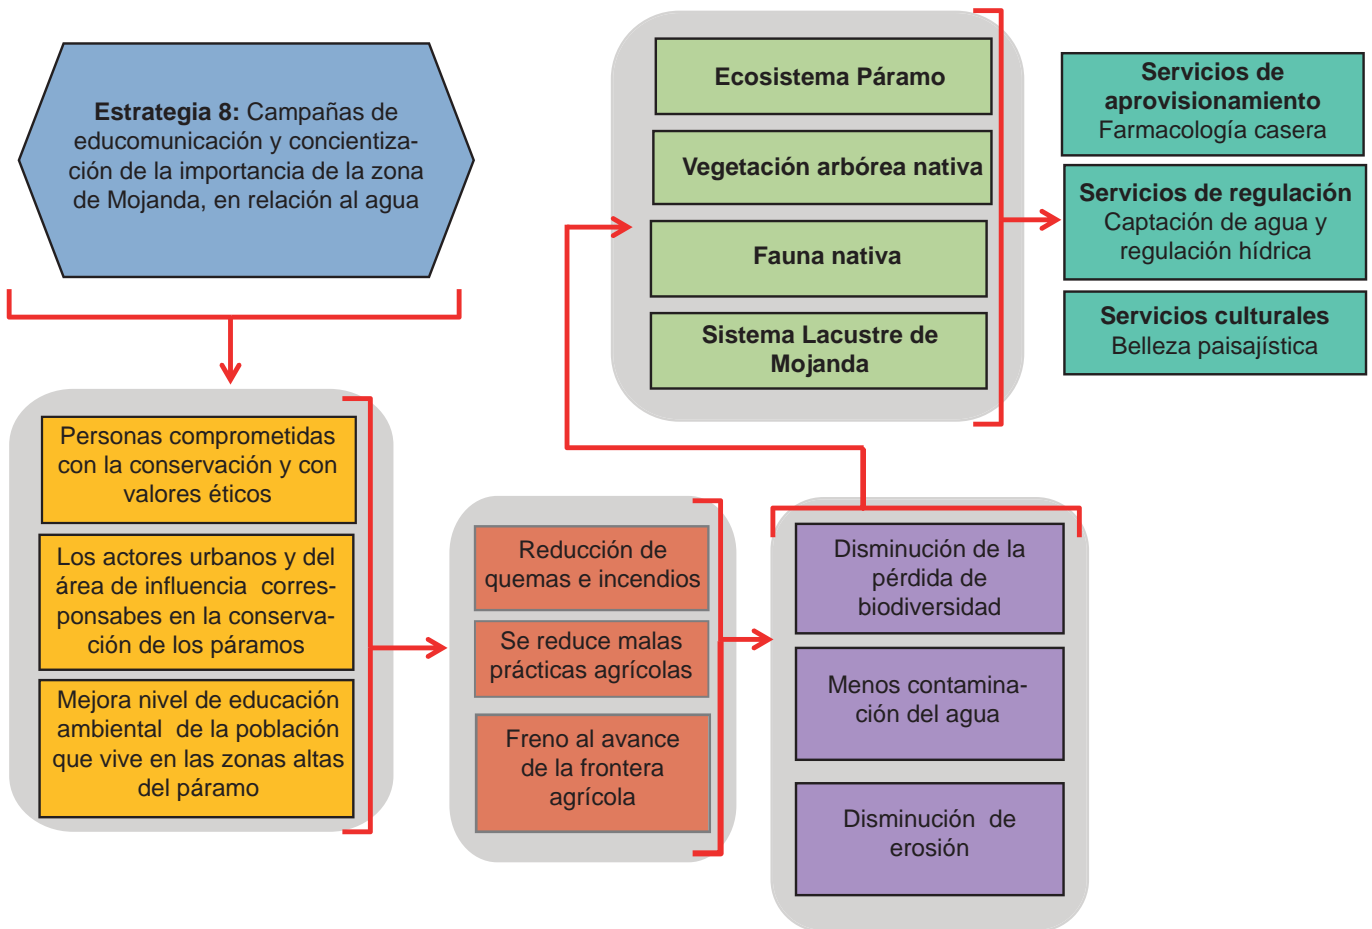 Estrategia 8: Campañas de
educomunicación y concientiza-
ción de la importancia de la zona
de Mojanda, en relación al agua
Personas comprometidas
con la conservación y con
valores éticos
Los actores urbanos y del
área de influencia corres-
ponsabes en la conserva-
ción de los páramos
Mejora nivel de educación
ambiental de la población
que vive en las zonas altas
del páramo
Reducción de
quemas e incendios
Se reduce malas
prácticas agrícolas
Freno al avance
de la frontera
agrícola
Disminución de la
pérdida de
biodiversidad
Menos contamina-
ción del agua
Disminución de
erosión
Ecosistema Páramo
Vegetación arbórea nativa
Fauna nativa
Sistema Lacustre de
Mojanda
Servicios de
aprovisionamiento
Farmacología casera
Servicios de regulación
Captación de agua y
regulación hídrica
Servicios culturales
Belleza paisajística